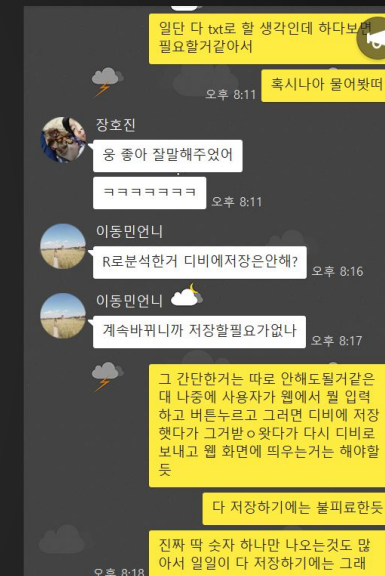 일단 다 txt로 할 생각인데 하다보면
필요할거같아서
혹시나아 물어봣떠
오후 8:11
장호진
웅 좋아 잘말해주었어
ㅋㅋㅋㅋㅋㅋㅋ
오후 8:11
이동민언니
R로분석한거 디비에저장은안해?
오후 8:16
이동민언니
계속바뀌니까 저장할필요가없나
오후 8:17
그 간단한거는 따로 안해도될거같은
대 나중에 사용자가 웹에서 뭘 입력
하고 버튼누르고 그러면 디비에 저장
햇다가 그거받ㅇ왓다가 다시 디비로
보내고 웹 화면에 띄우는거는 해야할
듯
다 저장하기에는 불피료한듯
진짜 딱 숫자 하나만 나오는것도 많
아서 일일이 다 저장하기에는 그래
오후 8:18